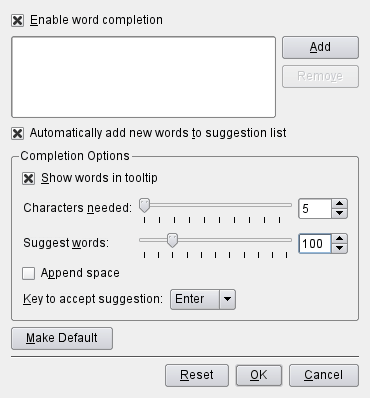 Enable word completion
Add
Remove
Automatically add new words to suggestion list
Completion Options
Show words in tooltip
Characters needed: 5
Suggest words: 100
Append space
Key to accept suggestion: Enter
Make Default
Reset OK Cancel